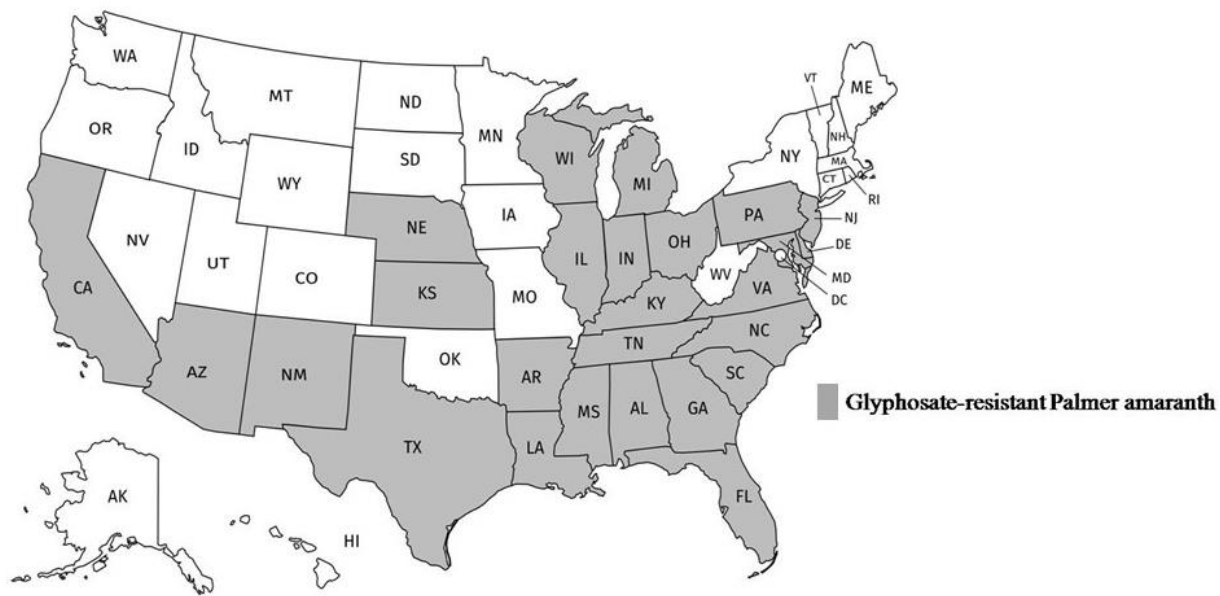 WA
MT
ND
MN
VT
ME
OR
ID
SD
WI
NY
NH
MA
CT
RI
WY
MI
IA
PA
NJ
NE
NV
UT
CO
IL
IN
OH
DE
WV
MD
CA
KS
MO
KY
VA
DC
TN
NC
AZ
NM
OK
AR
SC
MS
AL
GA
Glyphosate-resistant Palmer amaranth
TX
LA
FL
AK
HI